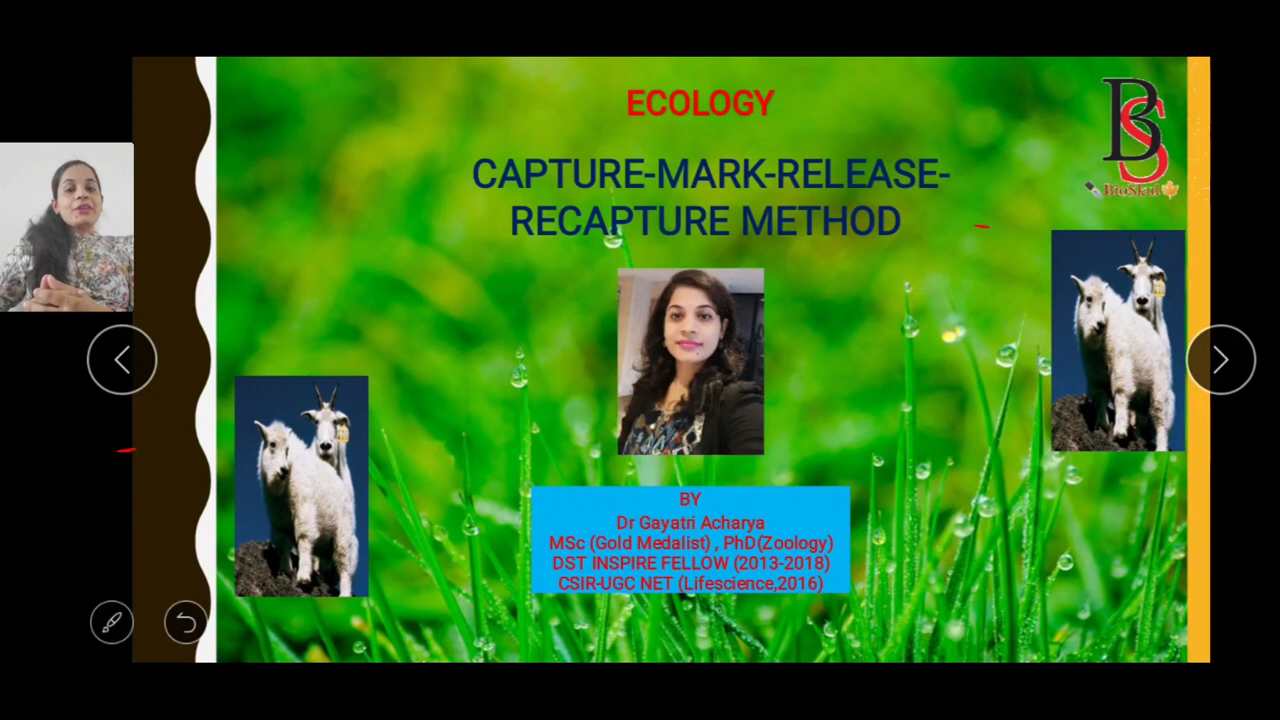 ECOLOGY
CAPTURE-MARK-RELEASE-
RECAPTURE METHOD
BS
BioSkul
BY
Dr Gayatri Acharya
MSc (Gold Medalist) , PhD(Zoology)
DST INSPIRE FELLOW (2013-2018)
CSIR-UGC NET (Lifescience,2016)